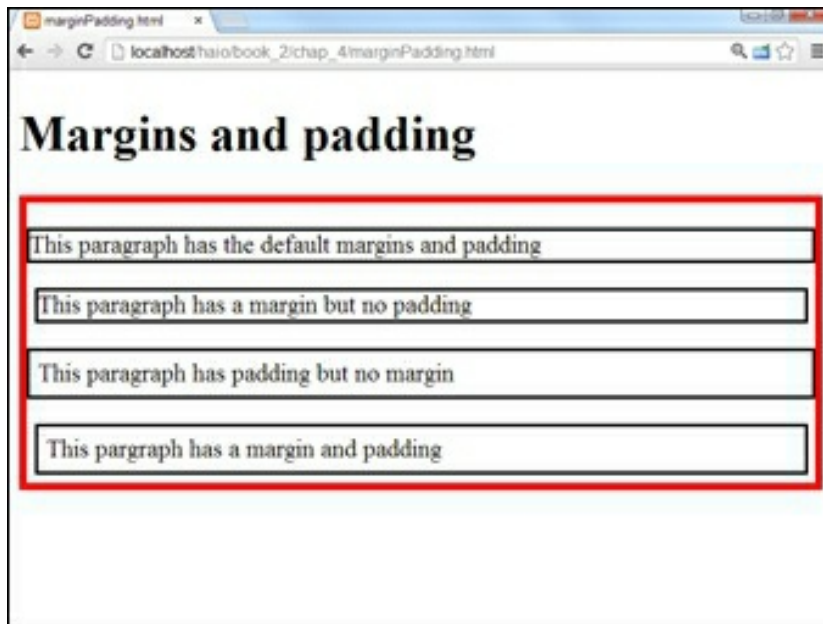 marginPadding.html
localhost/haio/book_2/chap_4/marginPadding.html
Margins and padding
This paragraph has the default margins and padding
This paragraph has a margin but no padding
This paragraph has padding but no margin
This pargraph has a margin and padding